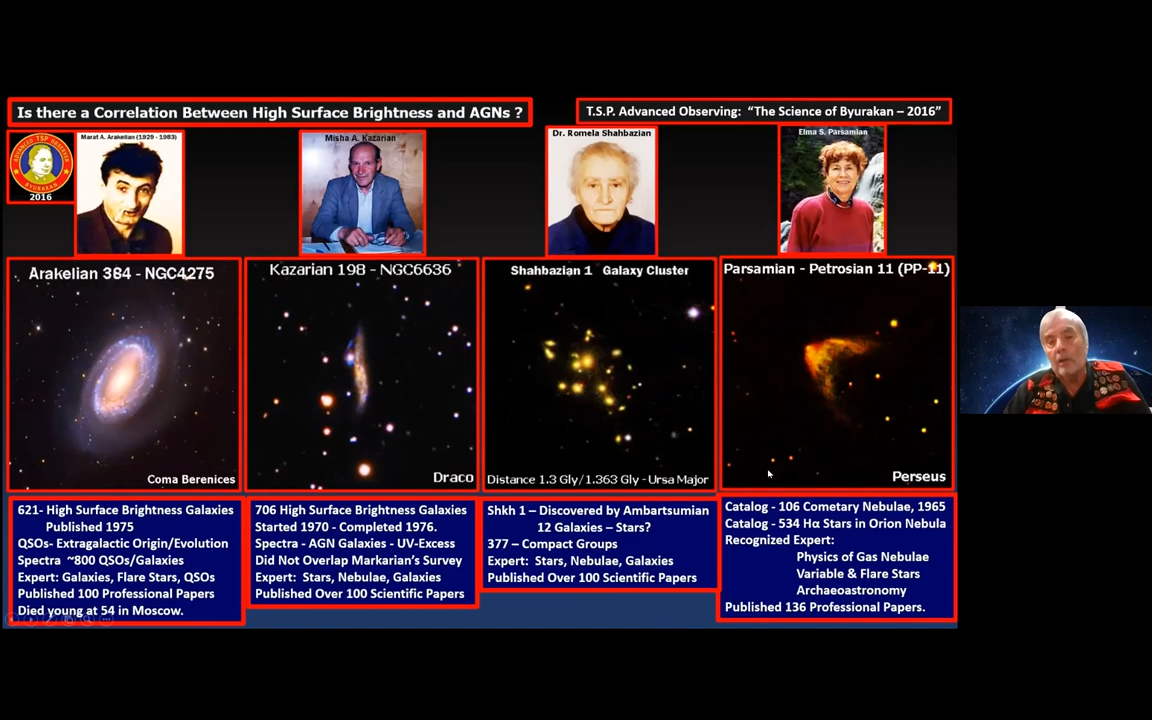 Is there a Correlation Between High Surface Brightness and AGNs ?
T.S.P. Advanced Observing: "The Science of Byurakan – 2016"
ADVANCED TSP OBSERVER
BYURAKAN
2016
Marat A. Arakelian (1929 - 1983)
Misha A. Kazarian
Dr. Romela Shahbazian
Elma S. Parsamian
Arakelian 384 - NGC4275
Coma Berenices
Kazarian 198 - NGC6636
Draco
Shahbazian 1 Galaxy Cluster
Distance 1.3 Gly/1.363 Gly - Ursa Major
Parsamian - Petrosian 11 (PP-11)
Perseus
621- High Surface Brightness Galaxies
Published 1975
QSOs- Extragalactic Origin/Evolution
Spectra ~800 QSOs/Galaxies
Expert: Galaxies, Flare Stars, QSOs
Published 100 Professional Papers
Died young at 54 in Moscow.
706 High Surface Brightness Galaxies
Started 1970 - Completed 1976.
Spectra - AGN Galaxies - UV-Excess
Did Not Overlap Markarian's Survey
Expert: Stars, Nebulae, Galaxies
Published Over 100 Scientific Papers
Shkh 1 – Discovered by Ambartsumian
12 Galaxies – Stars?
377 – Compact Groups
Expert: Stars, Nebulae, Galaxies
Published Over 100 Scientific Papers
Catalog - 106 Cometary Nebulae, 1965
Catalog - 534 Hα Stars in Orion Nebula
Recognized Expert:
Physics of Gas Nebulae
Variable & Flare Stars
Archaeoastronomy
Published 136 Professional Papers.